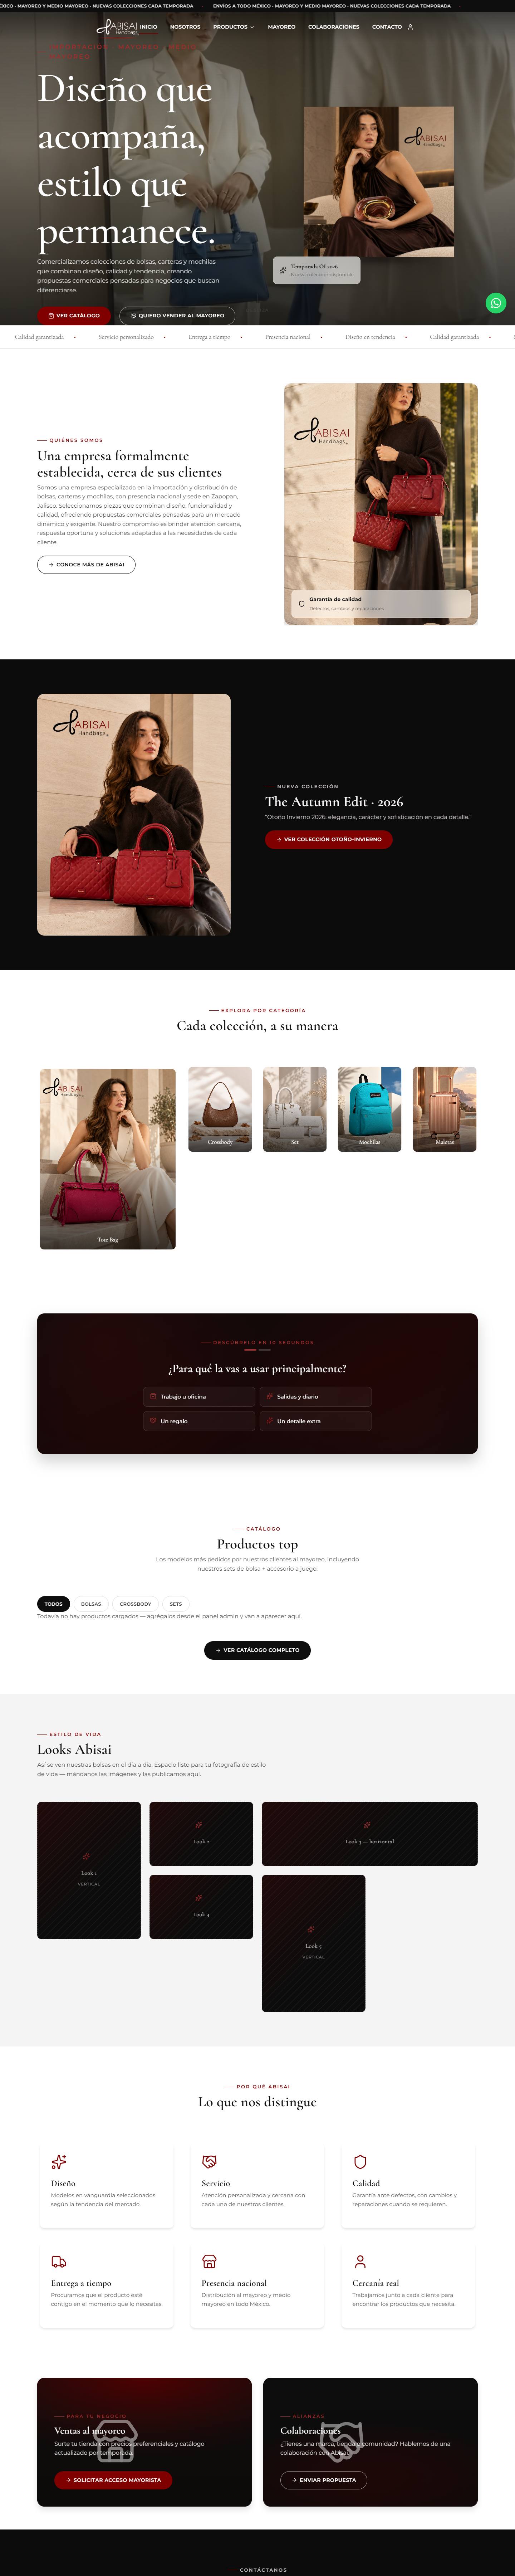 ÉXICO · MAYOREO Y MEDIO MAYOREO · NUEVAS COLECCIONES CADA TEMPORADA
ENVÍOS A TODO MÉXICO · MAYOREO Y MEDIO MAYOREO · NUEVAS COLECCIONES CADA TEMPORADA
ABISAI
Handbags
INICIO
NOSOTROS
PRODUCTOS
MAYOREO
COLABORACIONES
CONTACTO
Diseño que
acompaña,
estilo que
permanece.
Comercializamos colecciones de bolsas, carteras y mochilas
que combinan diseño, calidad y tendencia, creando
propuestas comerciales pensadas para negocios que buscan
diferenciarse.
VER CATÁLOGO
QUIERO VENDER AL MAYOREO
ABISAI
Handbags
Temporada OI 2026
Nueva colección disponible
Calidad garantizada • Servicio personalizado • Entrega a tiempo • Presencia nacional • Diseño en tendencia • Calidad garantizada •
QUIÉNES SOMOS
Una empresa formalmente
establecida, cerca de sus clientes
Somos una empresa especializada en la importación y distribución de
bolsas, carteras y mochilas, con presencia nacional y sede en Zapopan,
Jalisco. Seleccionamos piezas que combinan diseño, funcionalidad y
calidad, ofreciendo propuestas comerciales pensadas para un mercado
dinámico y exigente. Nuestro compromiso es brindar atención cercana,
respuesta oportuna y soluciones adaptadas a las necesidades de cada
cliente.
CONOCE MÁS DE ABISAI
ABISAI
Handbags
Garantía de calidad
Defectos, cambios y reparaciones
ABISAI
Handbags
NUEVA COLECCIÓN
The Autumn Edit · 2026
“Otoño Invierno 2026: elegancia, carácter y sofisticación en cada detalle.”
VER COLECCIÓN OTOÑO-INVIERNO
EXPLORA POR CATEGORÍA
Cada colección, a su manera
ABISAI
Handbags
Tote Bag
Crossbody
Set
Mochilas
Maletas
DESCÚBRELO EN 10 SEGUNDOS
¿Para qué la vas a usar principalmente?
Trabajo u oficina
Salidas y diario
Un regalo
Un detalle extra
CATÁLOGO
Productos top
Los modelos más pedidos por nuestros clientes al mayoreo, incluyendo
nuestros sets de bolsa + accesorio a juego.
TODOS
BOLSAS
CROSSBODY
SETS
Todavía no hay productos cargados — agrégalos desde el panel admin y van a aparecer aquí.
VER CATÁLOGO COMPLETO
ESTILO DE VIDA
Looks Abisai
Así se ven nuestras bolsas en el día a día. Espacio listo para tu fotografía de estilo
de vida — mándanos las imágenes y las publicamos aquí.
Look 1
VERTICAL
Look 2
Look 3 — horizontal
Look 4
Look 5
VERTICAL
POR QUÉ ABISAI
Lo que nos distingue
Diseño
Modelos en vanguardia seleccionados
según la tendencia del mercado.
Servicio
Atención personalizada y cercana con
cada uno de nuestros clientes.
Calidad
Garantía ante defectos, con cambios y
reparaciones cuando se requieren.
Entrega a tiempo
Procuramos que el producto esté
contigo en el momento que lo necesitas.
Presencia nacional
Distribución al mayoreo y medio
mayoreo en todo México.
Cercanía real
Trabajamos junto a cada cliente para
encontrar los productos que necesita.
PARA TU NEGOCIO
Ventas al mayoreo
Surte tu tienda con precios preferenciales y catálogo
actualizado por temporada.
SOLICITAR ACCESO MAYORISTA
ALIANZAS
Colaboraciones
¿Tienes una marca, tienda o comunidad? Hablemos de una
colaboración con Abisai.
ENVIAR PROPUESTA
CONTÁCTANOS